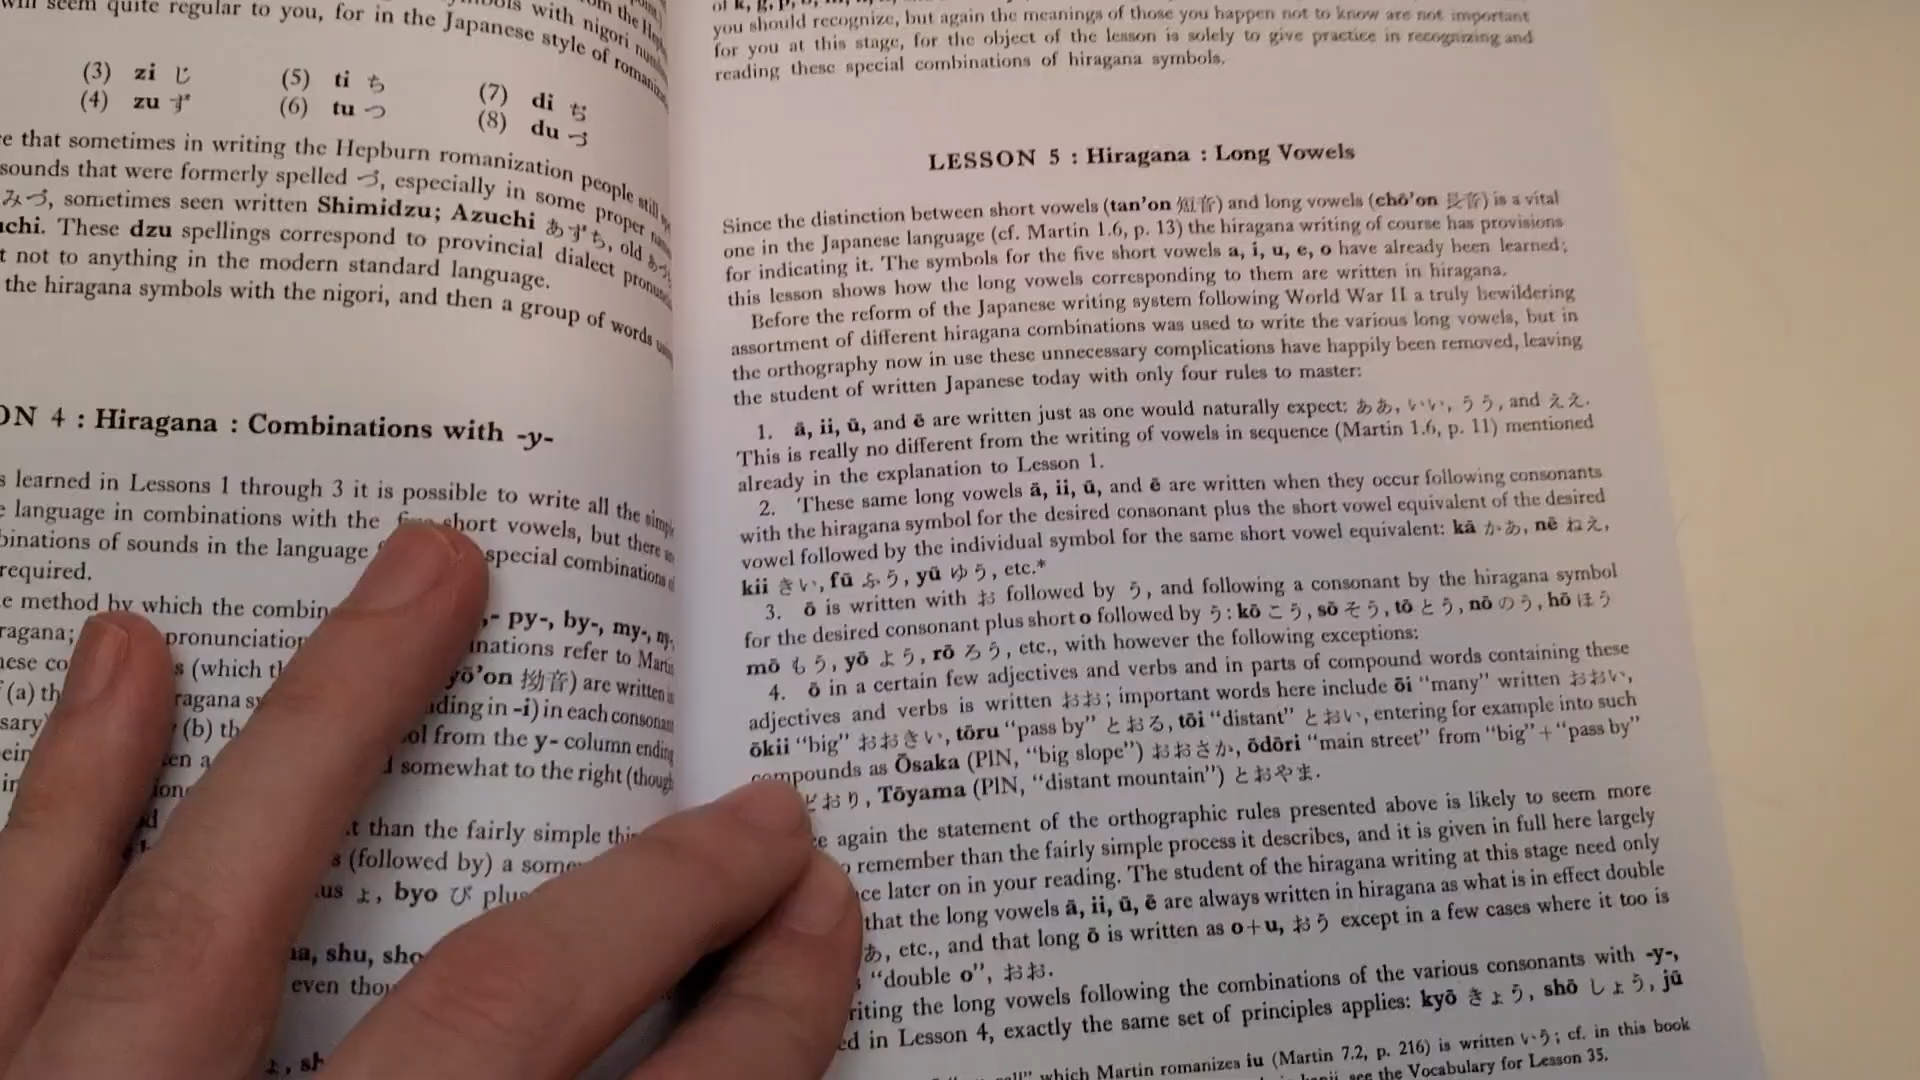 will seem quite regular to you, for in the Japanese style of
(3) zi じ (5) ti ち (7) di ぢ
(4) zu ず (6) tu つ (8) du づ
e that sometimes in writing the Hepburn romanization people still
sounds that were formerly spelled づ, especially in some proper
みづ, sometimes seen written Shimidzu; Azuchi あずち, old
uchi. These dzu spellings correspond to provincial dialect
t not to anything in the modern standard language.
the hiragana symbols with the nigori, and then a group of words
ON 4 : Hiragana : Combinations with -y-
s learned in Lessons 1 through 3 it is possible to write all the
e language in combinations with the short vowels, but there
binations of sounds in the language special combinations
required.
e method by which the
ragana; pronunciation py-, by-, my-,
nese refer to
(which yō'on 拗音) are written
(a) ending in -i) in each
(b) from the y- column ending
somewhat to the right
than the fairly simple
(followed by) a
よ, byo び
shu,
even
you should recognize, but again the meanings of those you happen not to know are not important
for you at this stage, for the object of the lesson is solely to give practice in recognizing and
reading these special combinations of hiragana symbols.
LESSON 5 : Hiragana : Long Vowels
Since the distinction between short vowels (tan'on 短音) and long vowels (chō'on 長音) is a vital
one in the Japanese language (cf. Martin 1.6, p. 13) the hiragana writing of course has provisions
for indicating it. The symbols for the five short vowels a, i, u, e, o have already been learned;
this lesson shows how the long vowels corresponding to them are written in hiragana.
Before the reform of the Japanese writing system following World War II a truly bewildering
assortment of different hiragana combinations was used to write the various long vowels, but in
the orthography now in use these unnecessary complications have happily been removed, leaving
the student of written Japanese today with only four rules to master:
1. ā, ii, ū, and ē are written just as one would naturally expect: ああ, いい, うう, and ええ.
This is really no different from the writing of vowels in sequence (Martin 1.6, p. 11) mentioned
already in the explanation to Lesson 1.
2. These same long vowels ā, ii, ū, and ē are written when they occur following consonants
with the hiragana symbol for the desired consonant plus the short vowel equivalent of the desired
vowel followed by the individual symbol for the same short vowel equivalent: kā かあ, nē ねえ,
kii きい, fū ふう, yū ゆう, etc.*
3. ō is written with お followed by う, and following a consonant by the hiragana symbol
for the desired consonant plus short o followed by う: kō こう, sō そう, tō とう, nō のう, hō ほう
mō もう, yō よう, rō ろう, etc., with however the following exceptions:
4. ō in a certain few adjectives and verbs and in parts of compound words containing these
adjectives and verbs is written おお; important words here include ōi "many" written おおい,
ōkii "big" おおきい, tōru "pass by" とおる, tōi "distant" とおい, entering for example into such
compounds as Ōsaka (PIN, "big slope") おおさか, ōdōri "main street" from "big"+"pass by"
どおり, Tōyama (PIN, "distant mountain") とおやま.
again the statement of the orthographic rules presented above is likely to seem more
remember than the fairly simple process it describes, and it is given in full here largely
later on in your reading. The student of the hiragana writing at this stage need only
that the long vowels ā, ii, ū, ē are always written in hiragana as what is in effect double
あ, etc., and that long ō is written as o+u, おう except in a few cases where it too is
"double o", おお.
riting the long vowels following the combinations of the various consonants with -y-,
ed in Lesson 4, exactly the same set of principles applies: kyō きょう, shō しょう, jū
which Martin romanizes iu (Martin 7.2, p. 216) is written いう; cf. in this book
see the Vocabulary for Lesson 35.